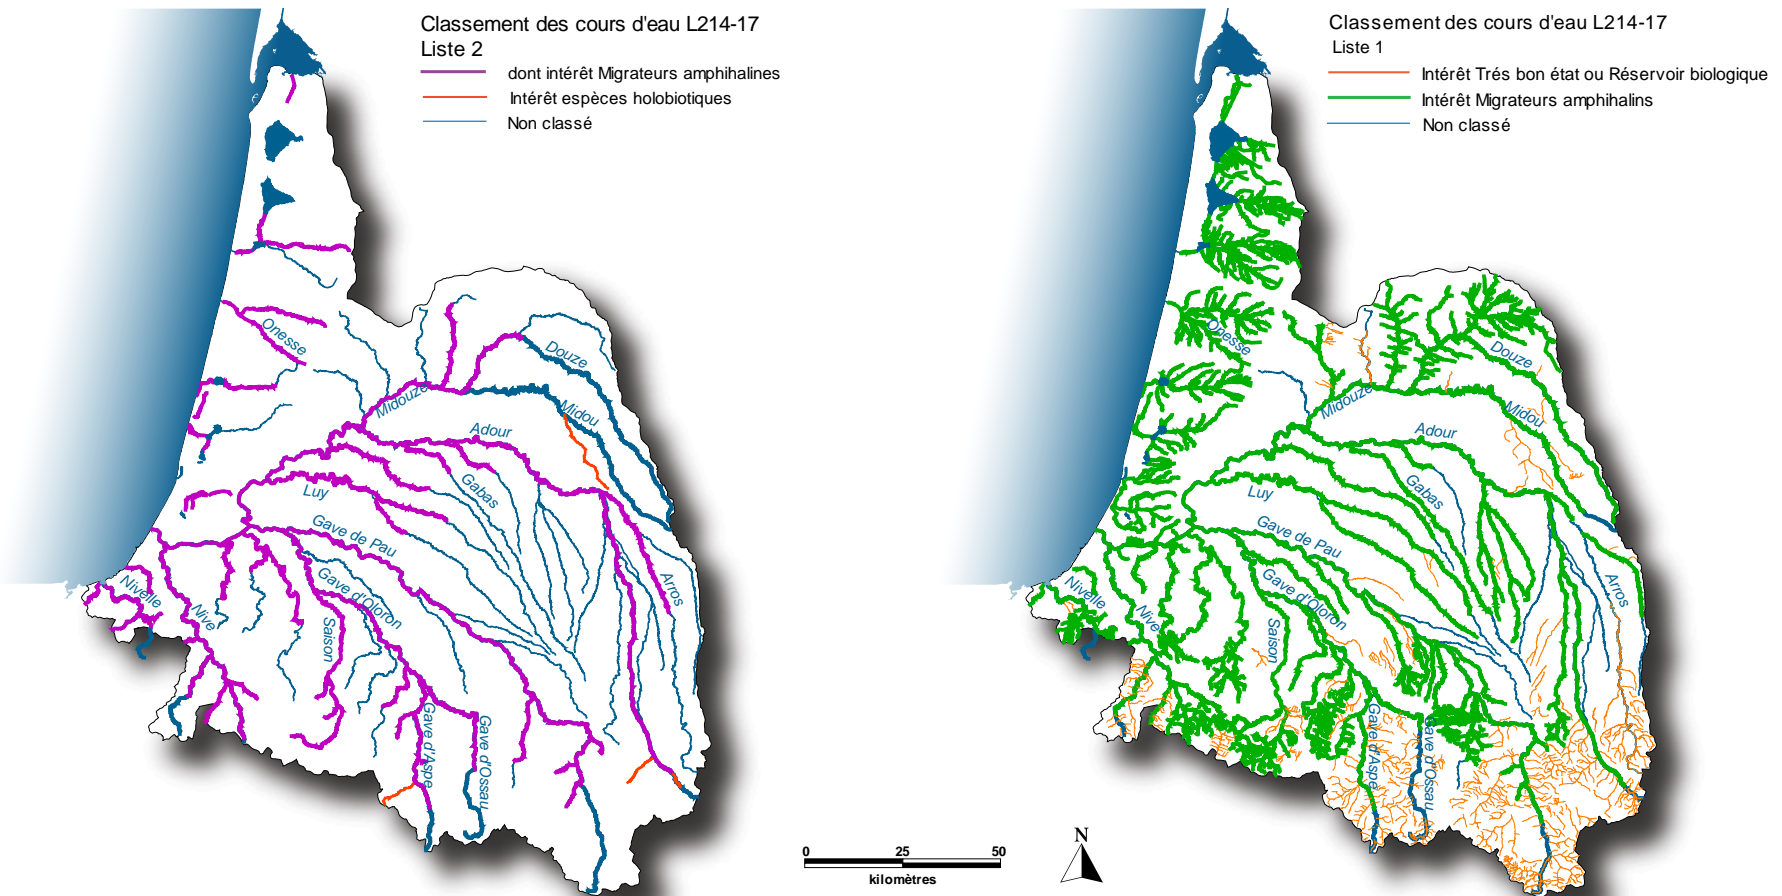 Classement des cours d'eau L214-17
Liste 2
dont intérêt Migrateurs amphihalines
Intérêt espèces holobiotiques
Non classé
Onesse
Douze
Midouze
Midou
Adour
Gabas
Luy
Gave de Pau
Gave d'Oloron
Arros
Nivelle
Nive
Saison
Gave d'Aspe
Gave d'Ossau
Classement des cours d'eau L214-17
Liste 1
Intérêt Trés bon état ou Réservoir biologique
Intérêt Migrateurs amphihalins
Non classé
Onesse
Douze
Midouze
Midou
Adour
Gabas
Luy
Gave de Pau
Gave d'Oloron
Arros
Nivelle
Nive
Saison
Gave d'Aspe
Gave d'Ossau
0 25 50
kilomètres
N